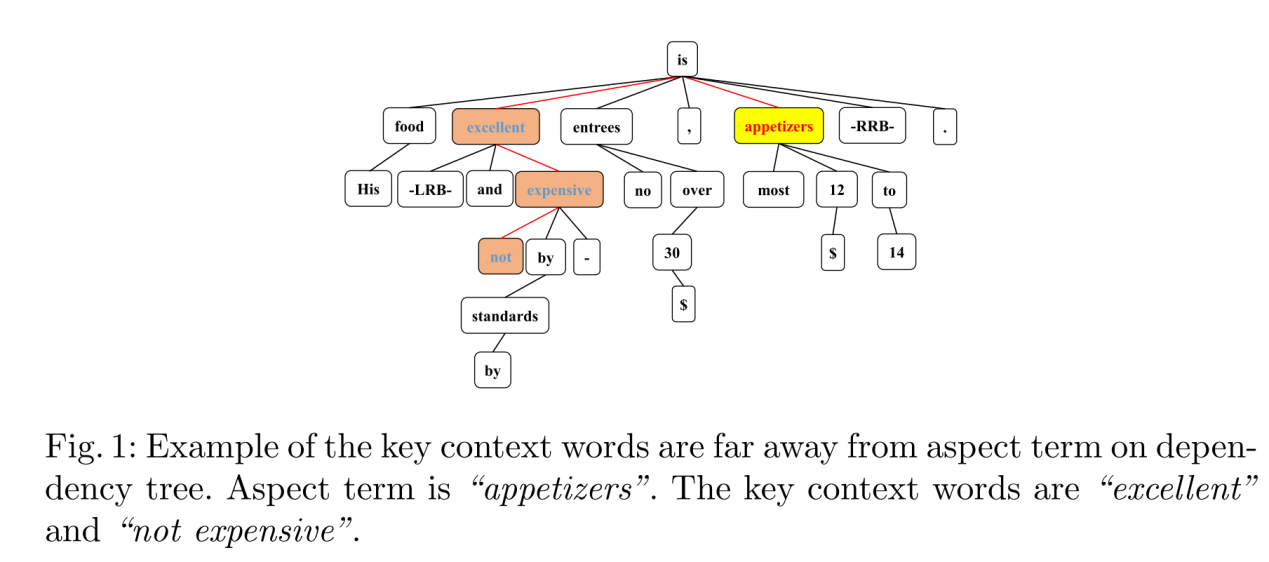 is
food excellent entrees , appetizers -RRB- .
His -LRB- and expensive no over most 12 to
not by - 30 $ 14
$
standards
by
Fig. 1: Example of the key context words are far away from aspect term on depen-
dency tree. Aspect term is “appetizers”. The key context words are “excellent”
and “not expensive”.